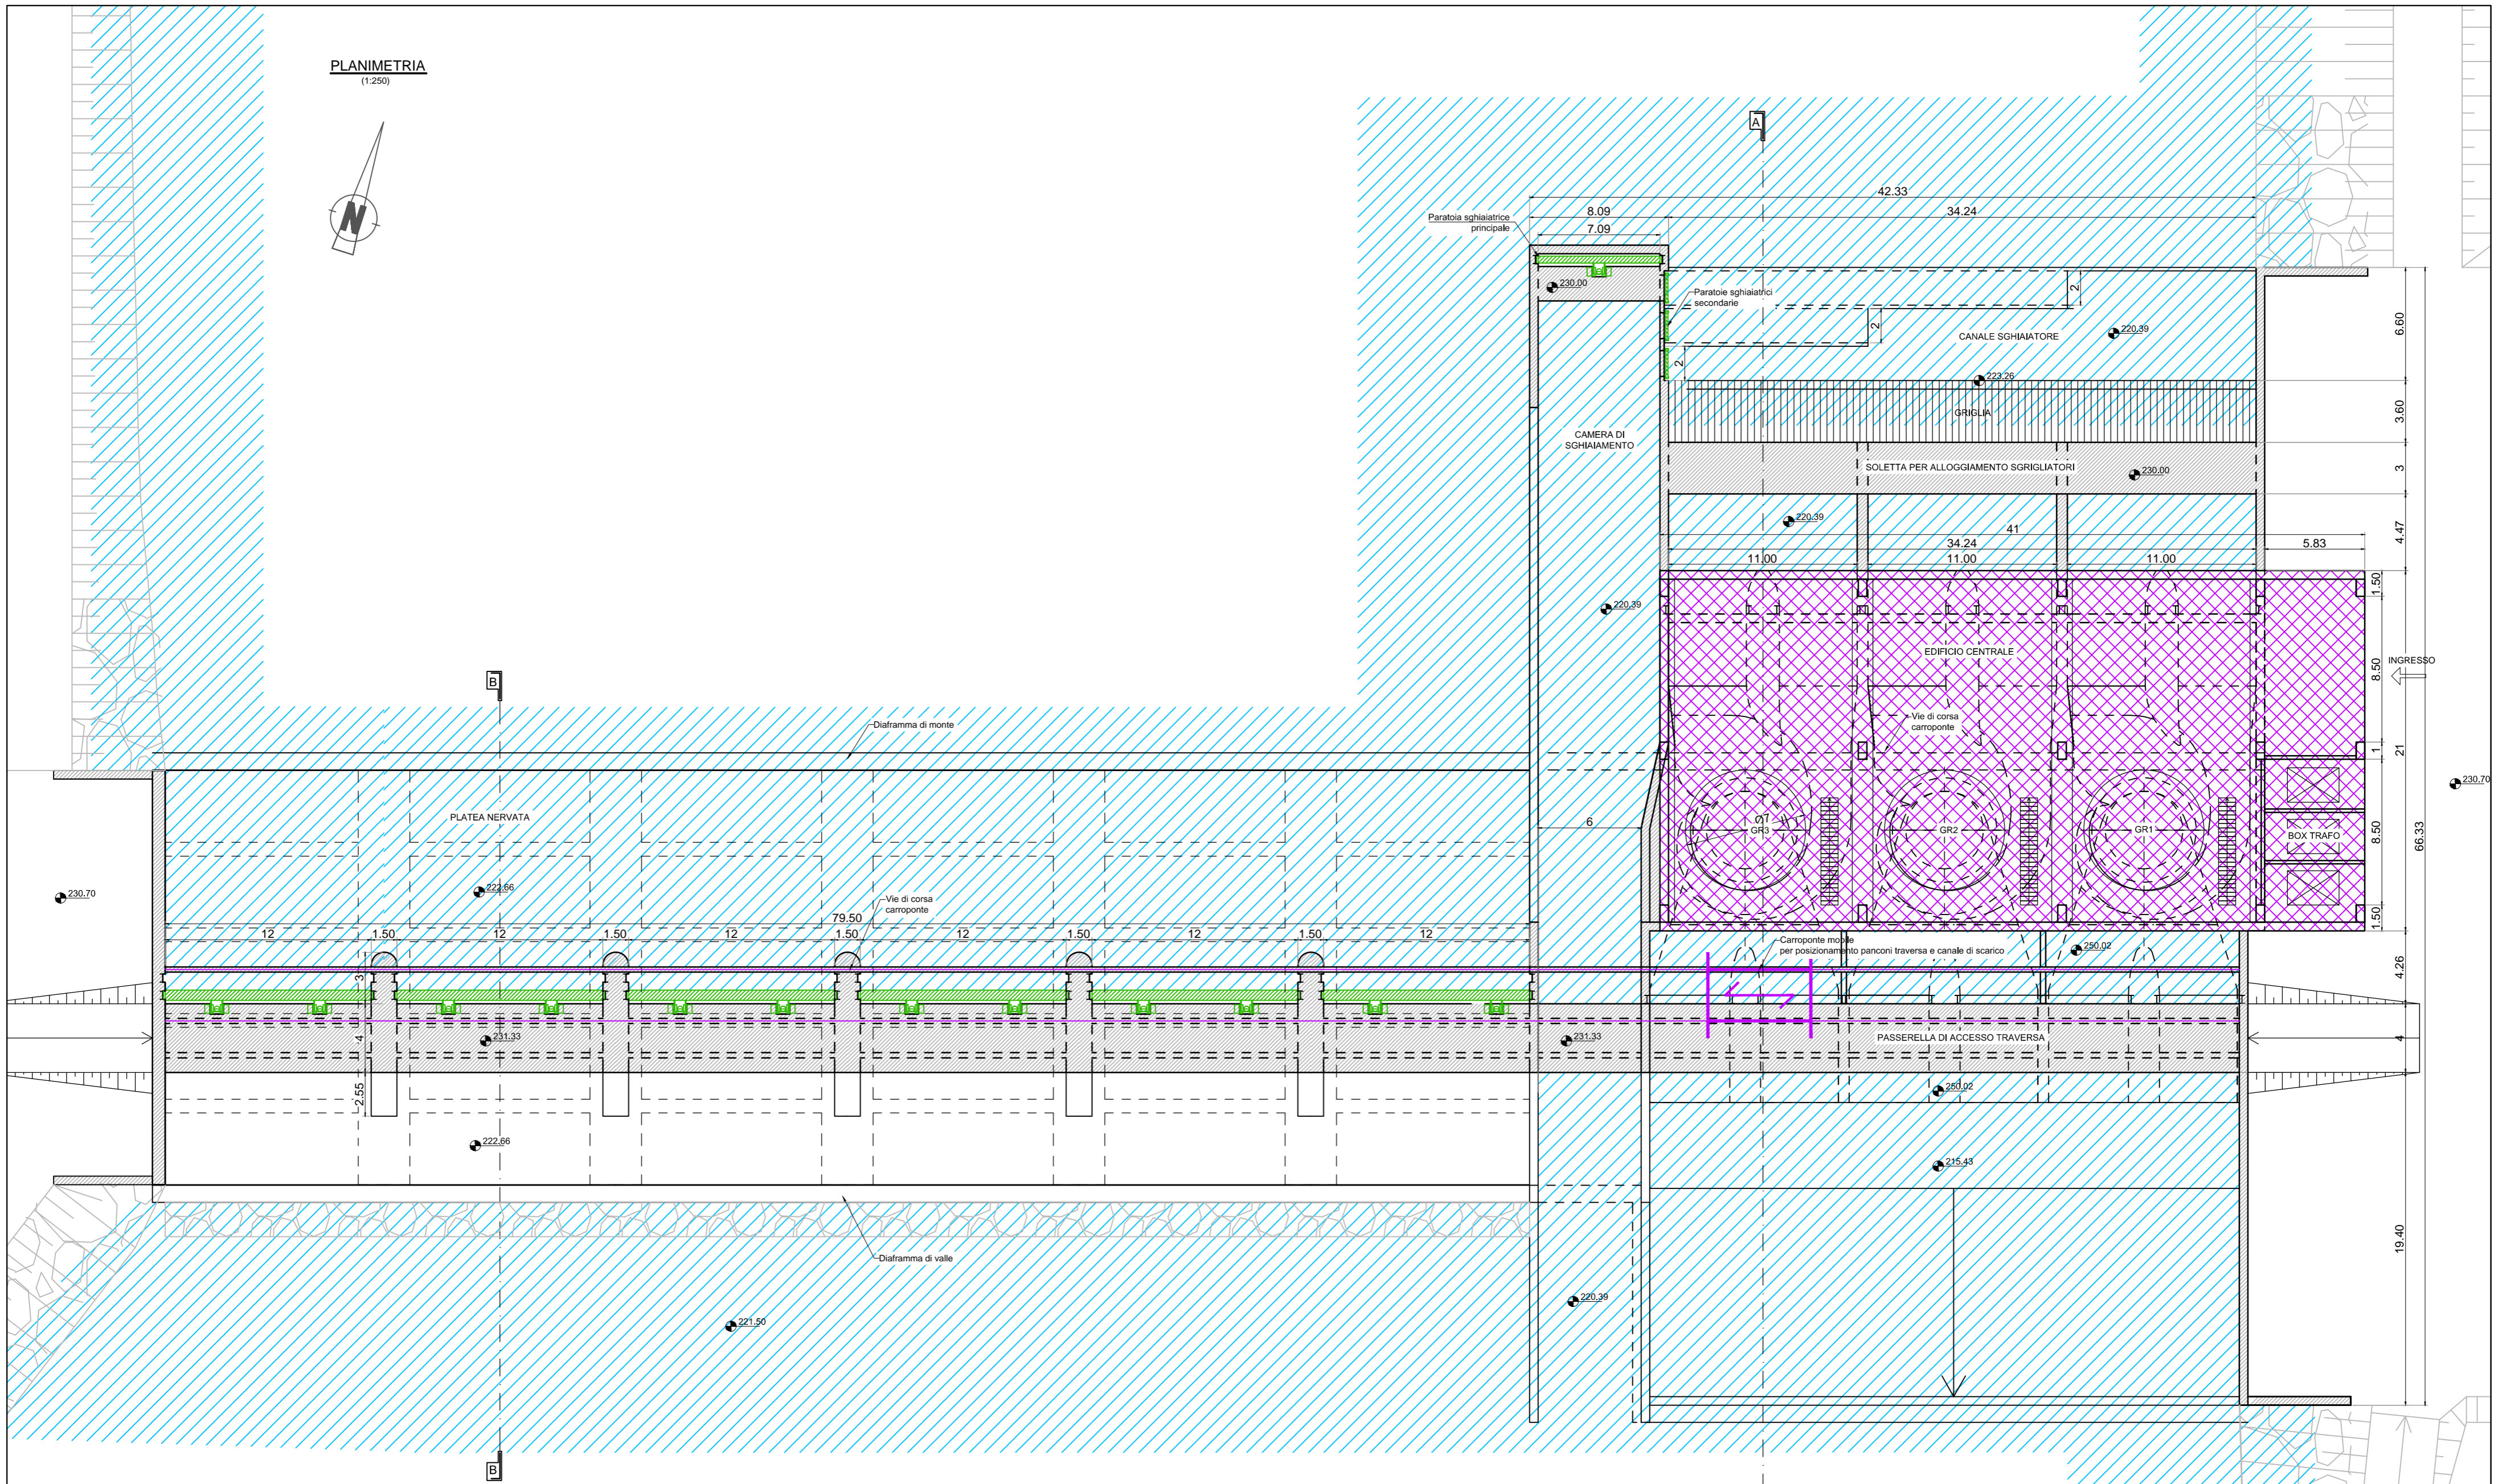 PLANIMETRIA
(1:250)
N
A
42.33
8.09
34.24
7.09
Paratoia sghiaiatrice
principale
230.00
Paratoie sghiaiatrici
secondarie
2
2
2
CANALE SGHIAIATORE
220.39
6.60
223.26
GRIGLIA
3.60
CAMERA DI
SGHIAIAMENTO
SOLETTA PER ALLOGGIAMENTO SGRIGLIATORI
230.00
3
220.39
41
4.47
34.24
5.83
11.00
11.00
11.00
1.50
220.39
EDIFICIO CENTRALE
INGRESSO
8.50
B
Diaframma di monte
Vie di corsa
carroponte
1
21
230.70
PLATEA NERVATA
6
Ø7
GR3
GR2
GR1
BOX TRAFO
8.50
66.33
222.66
230.70
Vie di corsa
carroponte
79.50
1.50
12
1.50
12
1.50
12
1.50
12
1.50
12
1.50
12
Carroponte mobile
per posizionamento panconi traversa e canale di scarico
250.02
3
4.26
4
231.33
231.33
PASSERELLA DI ACCESSO TRAVERSA
4
2.55
250.02
222.66
215.43
Diaframma di valle
19.40
220.39
221.50
B